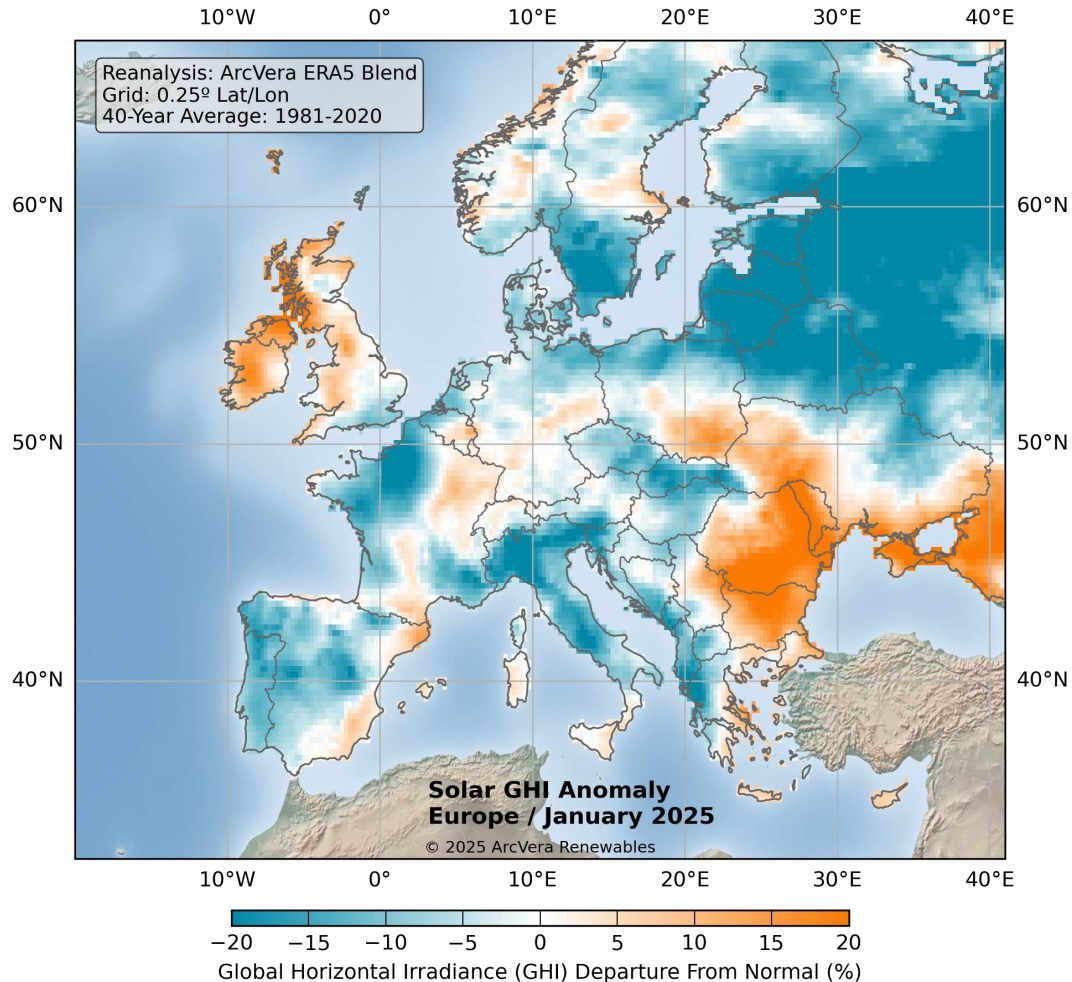 10°W 0° 10°E 20°E 30°E 40°E
Reanalysis: ArcVera ERA5 Blend
Grid: 0.25º Lat/Lon
40-Year Average: 1981-2020
60°N 60°N
50°N 50°N
40°N 40°N
Solar GHI Anomaly
Europe / January 2025
© 2025 ArcVera Renewables
10°W 0° 10°E 20°E 30°E 40°E
−20 −15 −10 −5 0 5 10 15 20
Global Horizontal Irradiance (GHI) Departure From Normal (%)